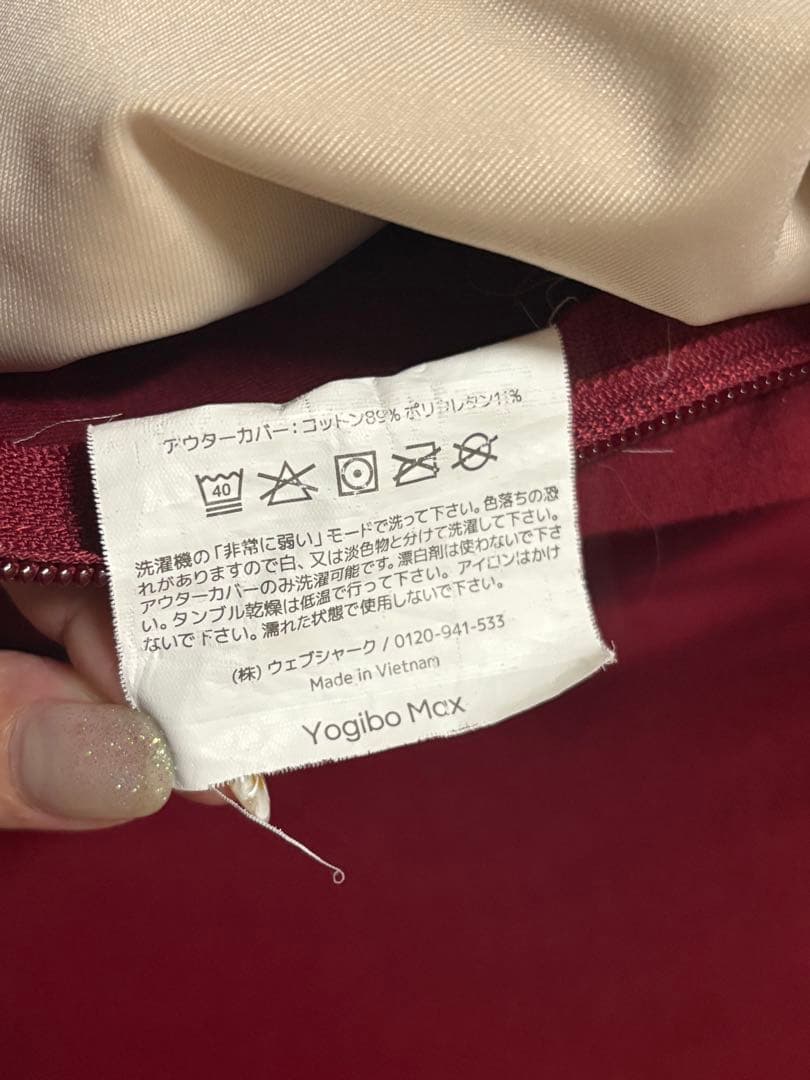 アウターカバー：コットン89% ポリウレタン11%
40
洗濯機の「非常に弱い」モードで洗って下さい。色落ちの恐
れがありますので白、又は淡色物と分けて洗濯して下さい。
アウターカバーのみ洗濯可能です。漂白剤は使わないで下さ
い。タンブル乾燥は低温で行って下さい。アイロンはかけ
ないで下さい。濡れた状態で使用しないで下さい。
(株) ウェブシャーク / 0120-941-533
Made in Vietnam
Yogibo Max